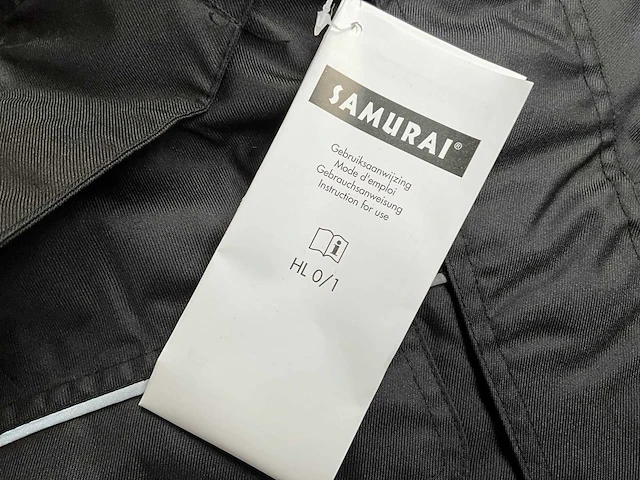 SAMURAI®
Gebruiksaanwijzing
Mode d'emploi
Gebrauchsanweisung
Instruction for use
HL 0/1